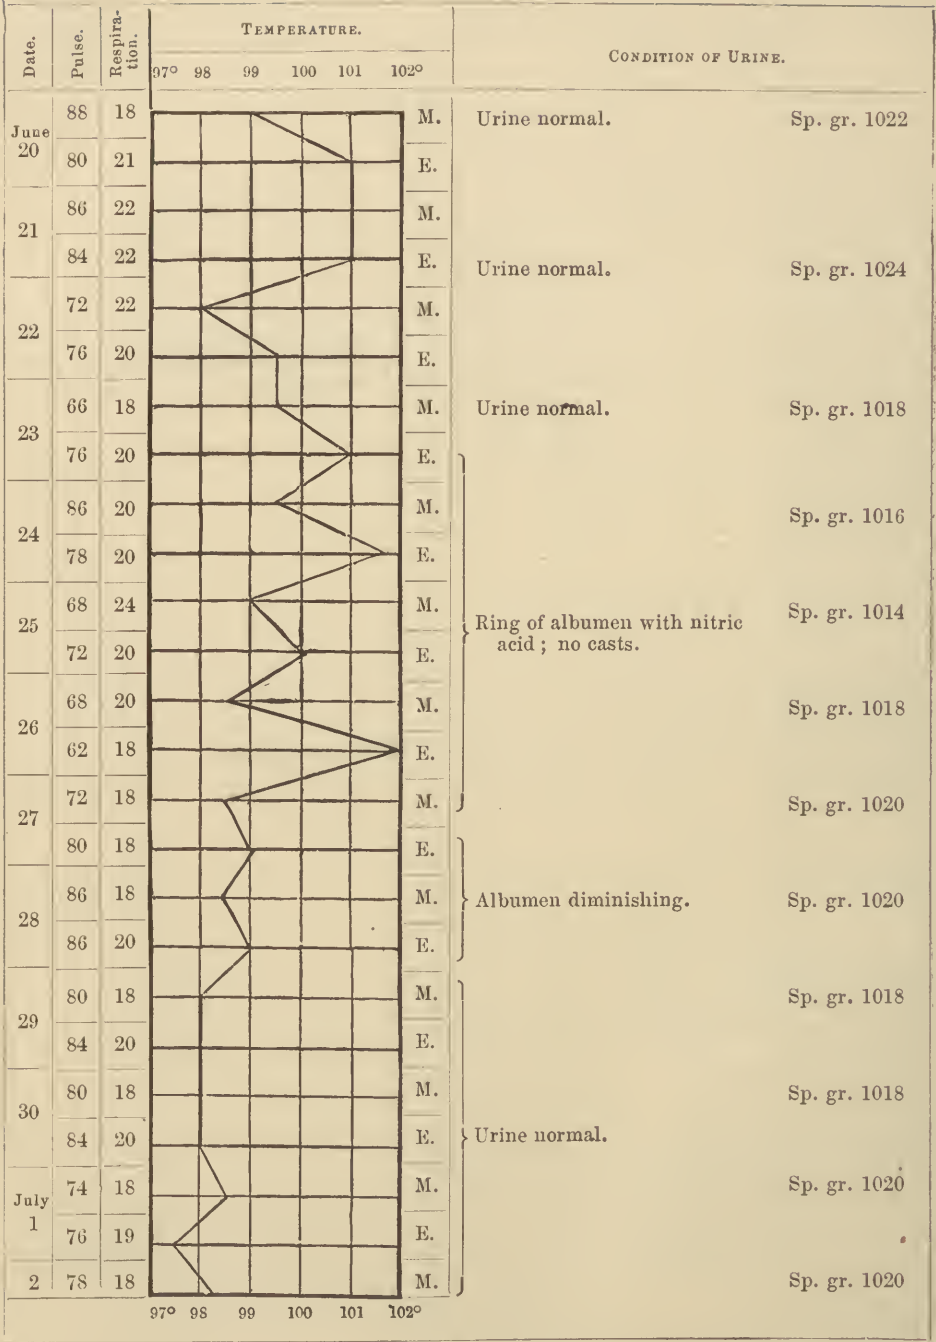 Date. Pulse. Respira-tion. TEMPERATURE. CONDITION OF URINE.
97° 98 99 100 101 102°
June 20 88 18 M. Urine normal. Sp. gr. 1022
80 21 E.
21 86 22 M.
84 22 E. Urine normal. Sp. gr. 1024
22 72 22 M.
76 20 E.
23 66 18 M. Urine normal. Sp. gr. 1018
76 20 E.
24 86 20 M. Sp. gr. 1016
78 20 E.
25 68 24 M. Sp. gr. 1014
Ring of albumen with nitric
acid ; no casts.
72 20 E.
26 68 20 M. Sp. gr. 1018
62 18 E.
27 72 18 M. Sp. gr. 1020
80 18 E.
28 86 18 M. Albumen diminishing. Sp. gr. 1020
86 20 E.
29 80 18 M. Sp. gr. 1018
84 20 E.
30 80 18 M. Sp. gr. 1018
84 20 E. Urine normal.
July 1 74 18 M. Sp. gr. 1020
76 19 E.
2 78 18 M. Sp. gr. 1020
97° 98 99 100 101 102°